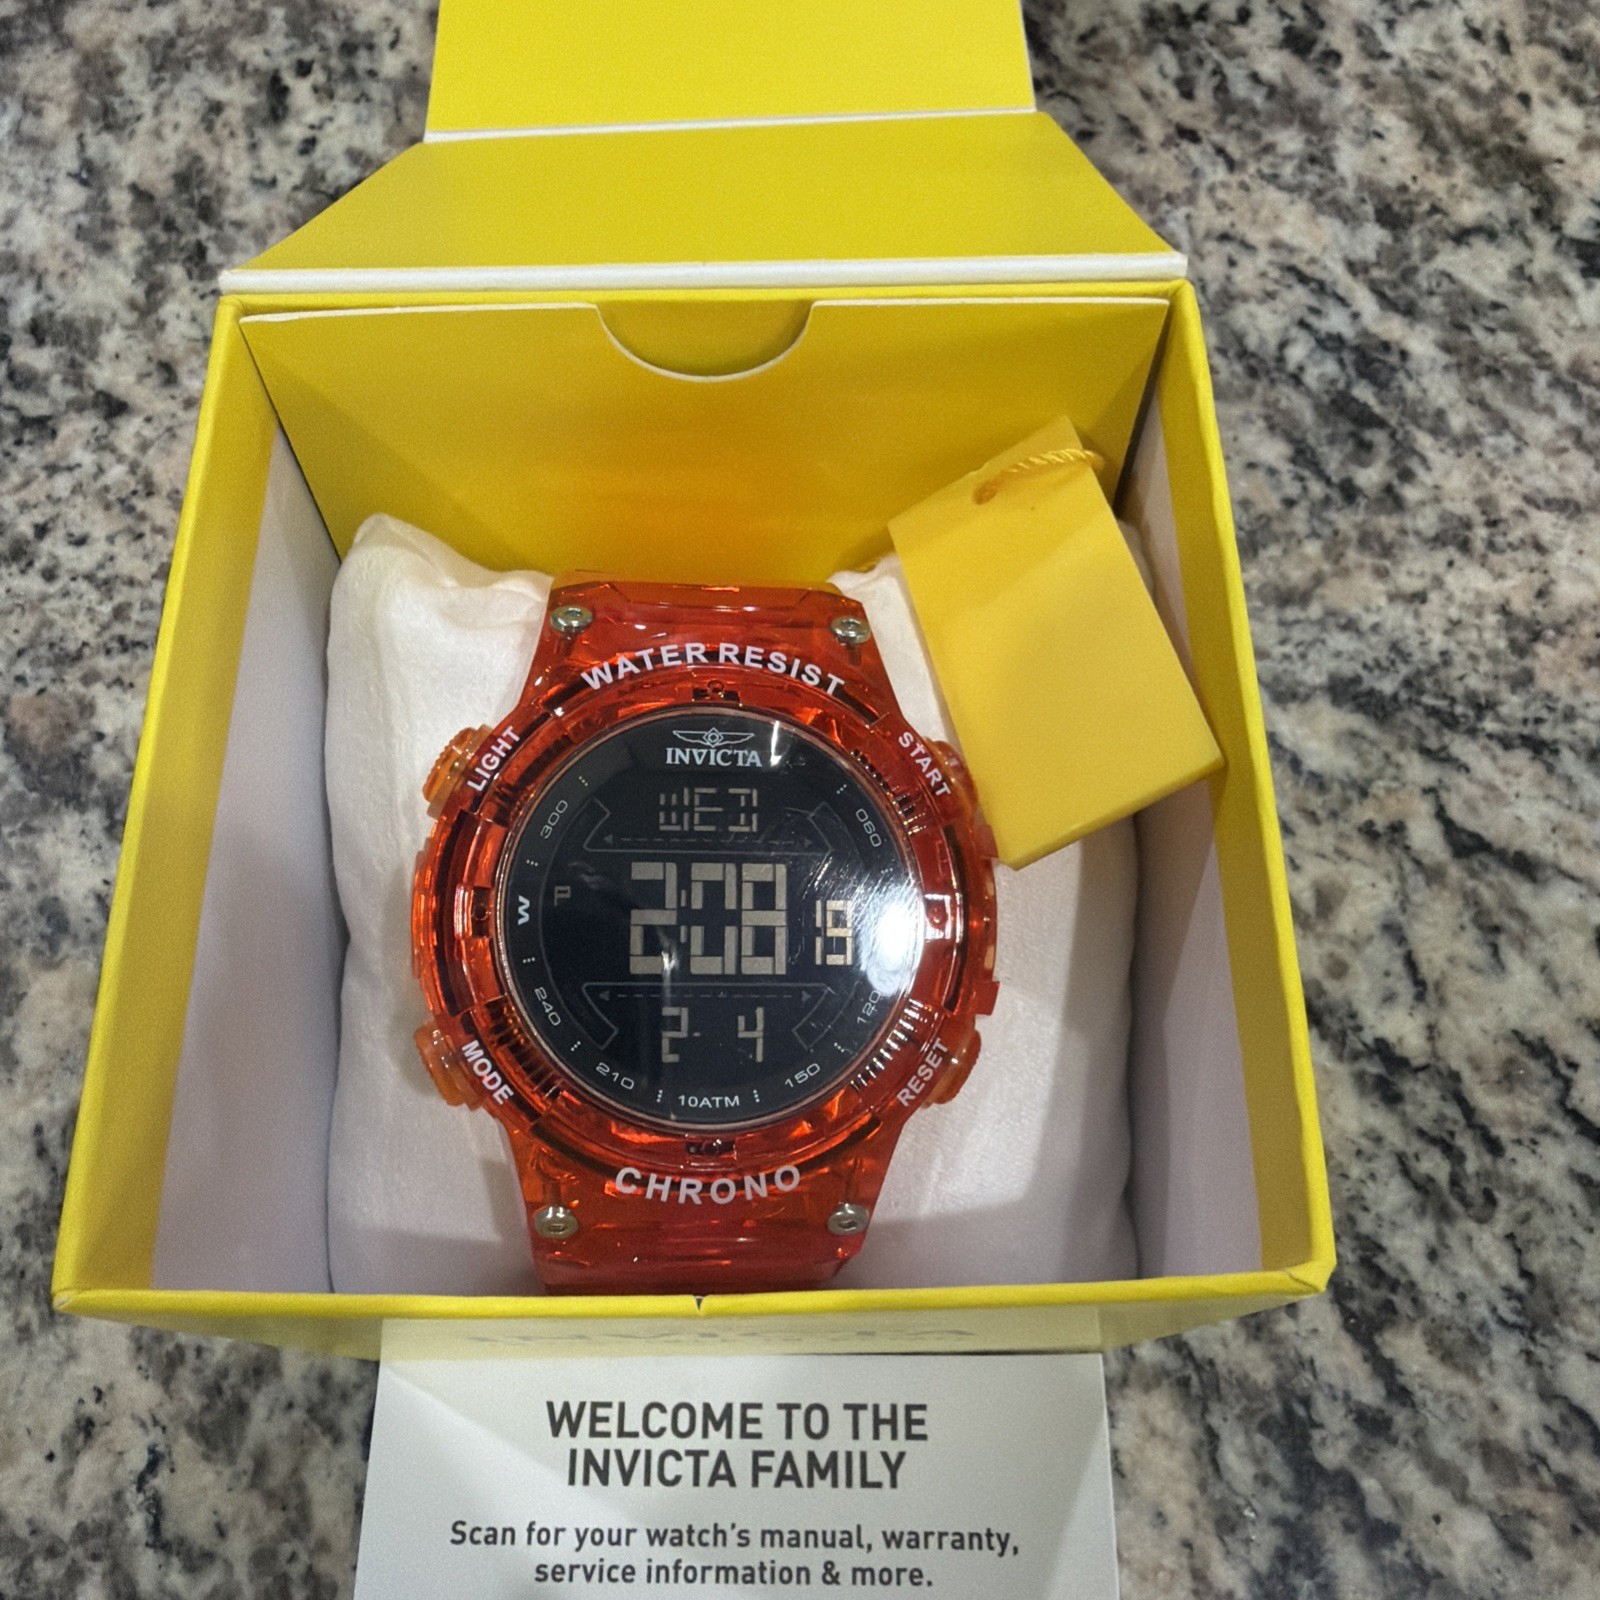 WATER RESIST
LIGHT
START
INVICTA
WED
300
060
W
P
2:08
19
240
120
2-4
MODE
RESET
210
150
10ATM
CHRONO
WELCOME TO THE
INVICTA FAMILY
Scan for your watch's manual, warranty,
service information & more.